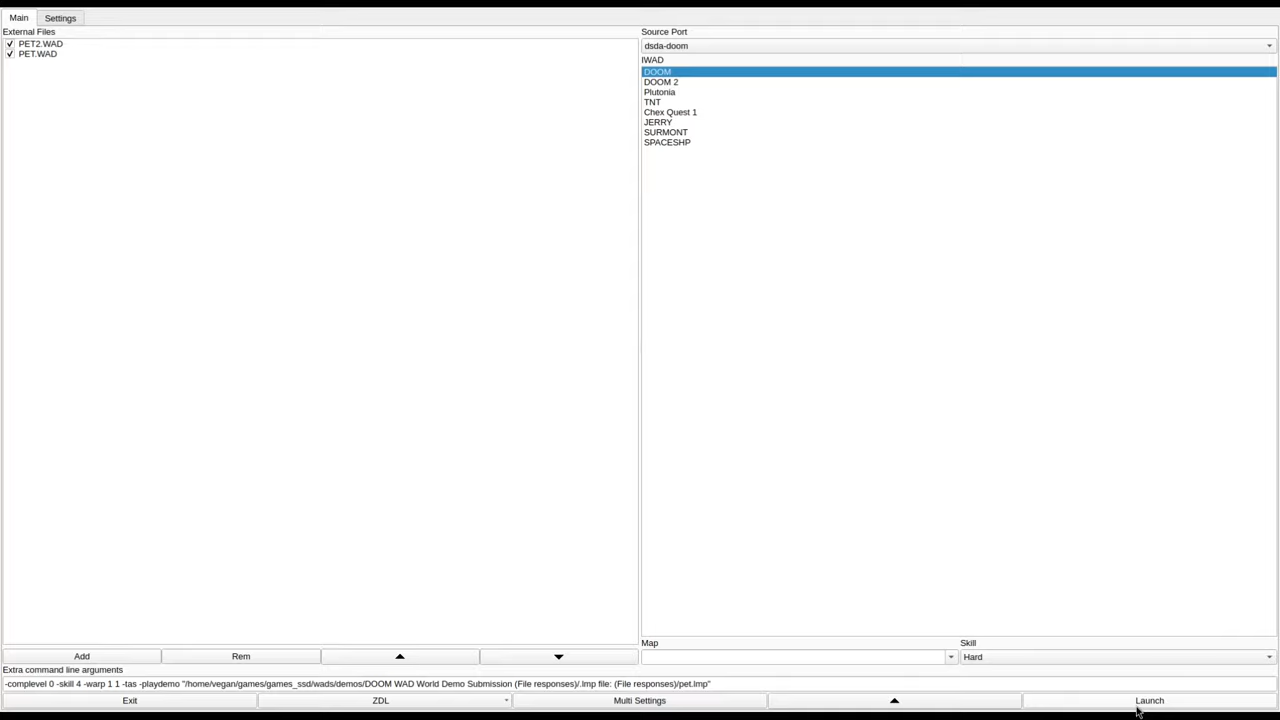 Main
Settings
External Files
PET2.WAD
PET.WAD
Source Port
dsda-doom
IWAD
DOOM
DOOM 2
Plutonia
TNT
Chex Quest 1
JERRY
SURMONT
SPACESHP
Map
Skill
Hard
Add
Rem
Extra command line arguments
-complevel 0 -skill 4 -warp 1 1 -tas -playdemo "/home/vegan/games/games_ssd/wads/demos/DOOM WAD World Demo Submission (File responses)/.lmp file: (File responses)/pet.lmp"
Exit
ZDL
Multi Settings
Launch